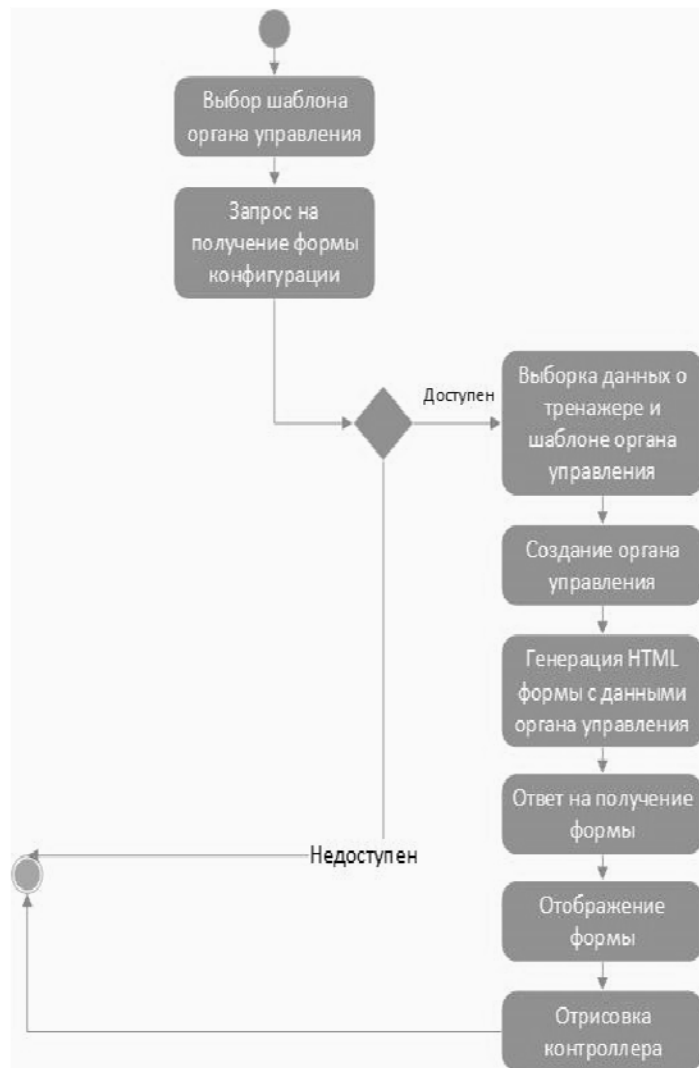 Выбор шаблона
органа управления
Запрос на
получение формы
конфигурации
Доступен
Выборка данных о
тренажере и
шаблоне органа
управления
Создание органа
управления
Генерация HTML
формы с данными
органа управления
Ответ на получение
формы
Недоступен
Отображение
формы
Отрисовка
контроллера